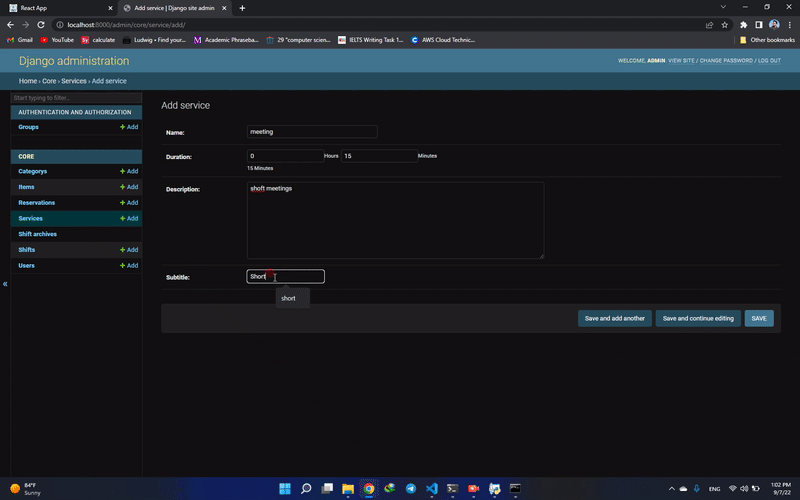 React App
Add service | Django site admin
localhost:8000/admin/core/service/add/
Gmail
YouTube
calculate
Ludwig • Find your...
Academic Phraseba...
29 "computer scien...
IELTS Writing Task 1...
AWS Cloud Technic...
Other bookmarks
Django administration
WELCOME, ADMIN. VIEW SITE / CHANGE PASSWORD / LOG OUT
Home › Core › Services › Add service
Start typing to filter...
AUTHENTICATION AND AUTHORIZATION
Groups + Add
CORE
Categorys + Add
Items + Add
Reservations + Add
Services + Add
Shift archives
Shifts + Add
Users + Add
«
Add service
Name: meeting
Duration: 0 Hours 15 Minutes
15 Minutes
Description: shoft meetings
Subtitle: Short
short
Save and add another
Save and continue editing
SAVE
84°F
Sunny
ENG
1:02 PM
9/7/22